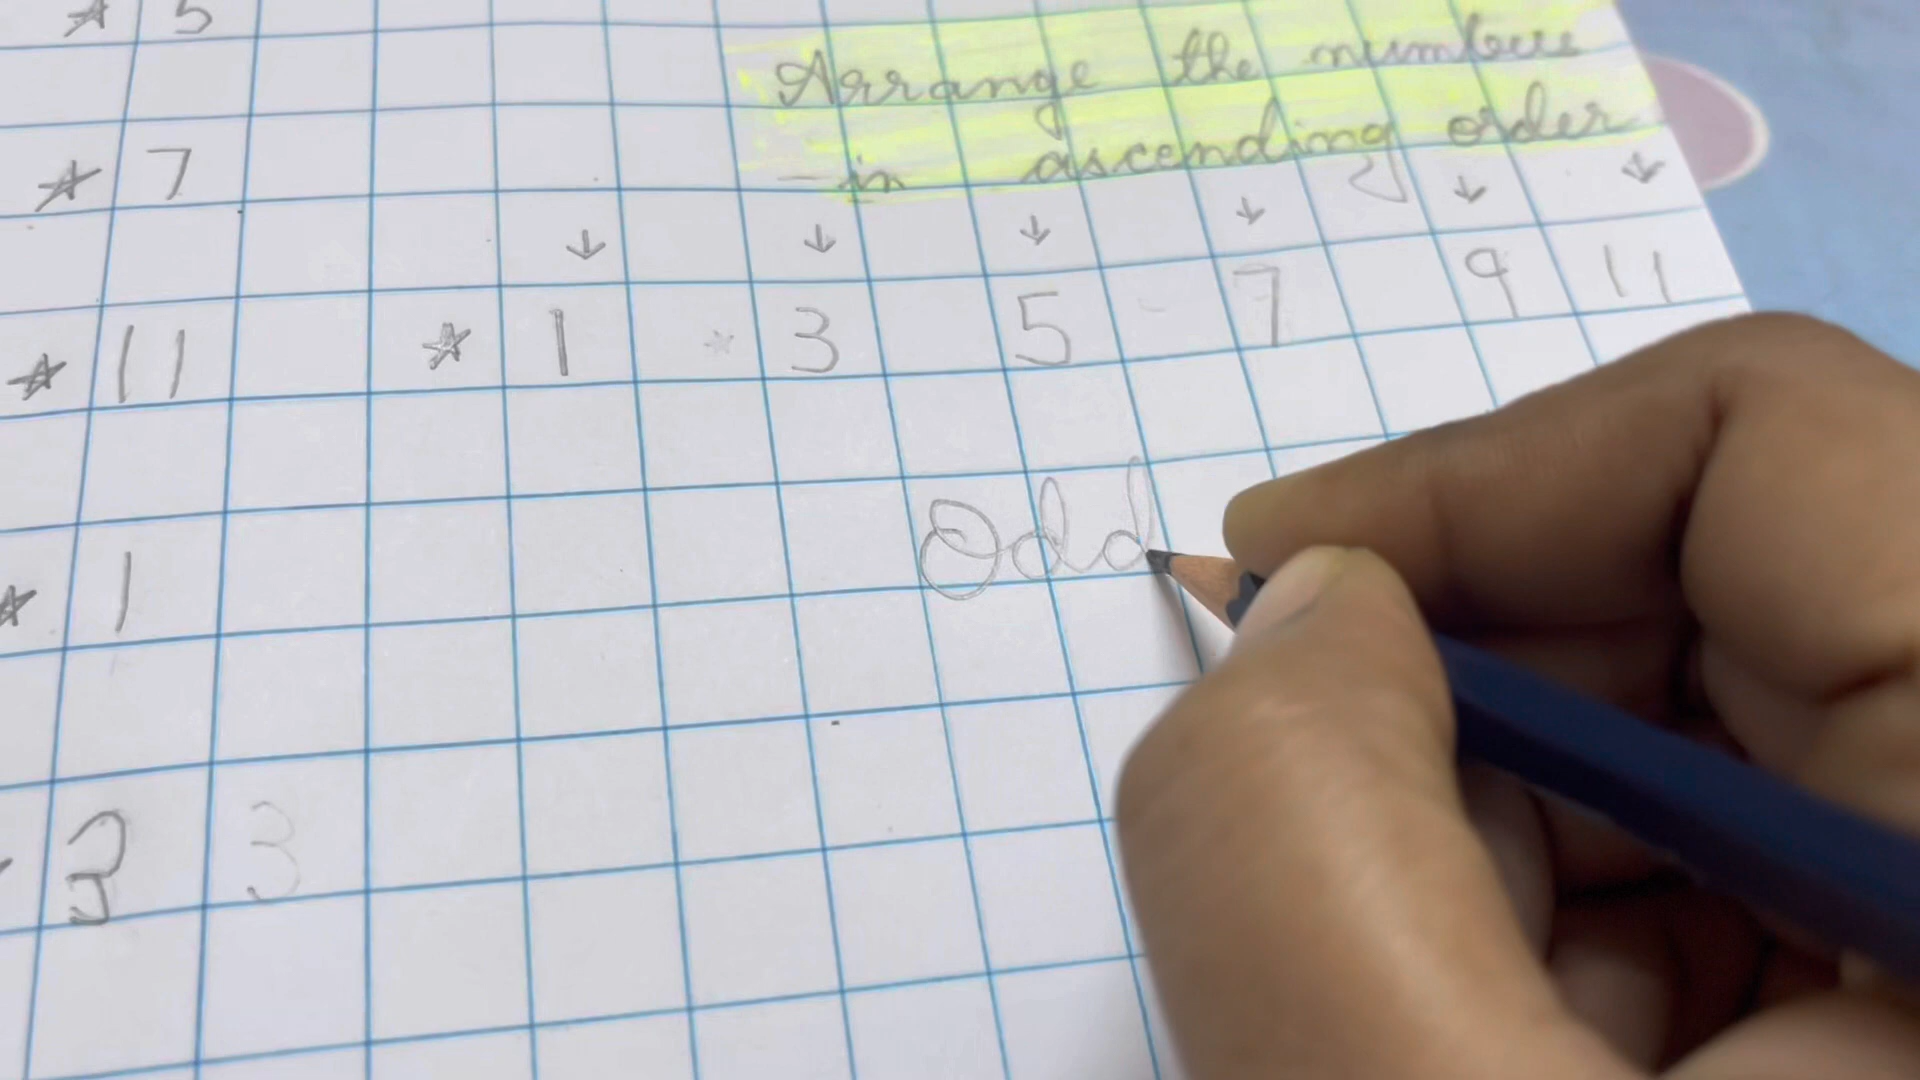 5
Arrange the numbers
in ascending order
7
11
1 3 5 7 9 11
Odd
1
3 3